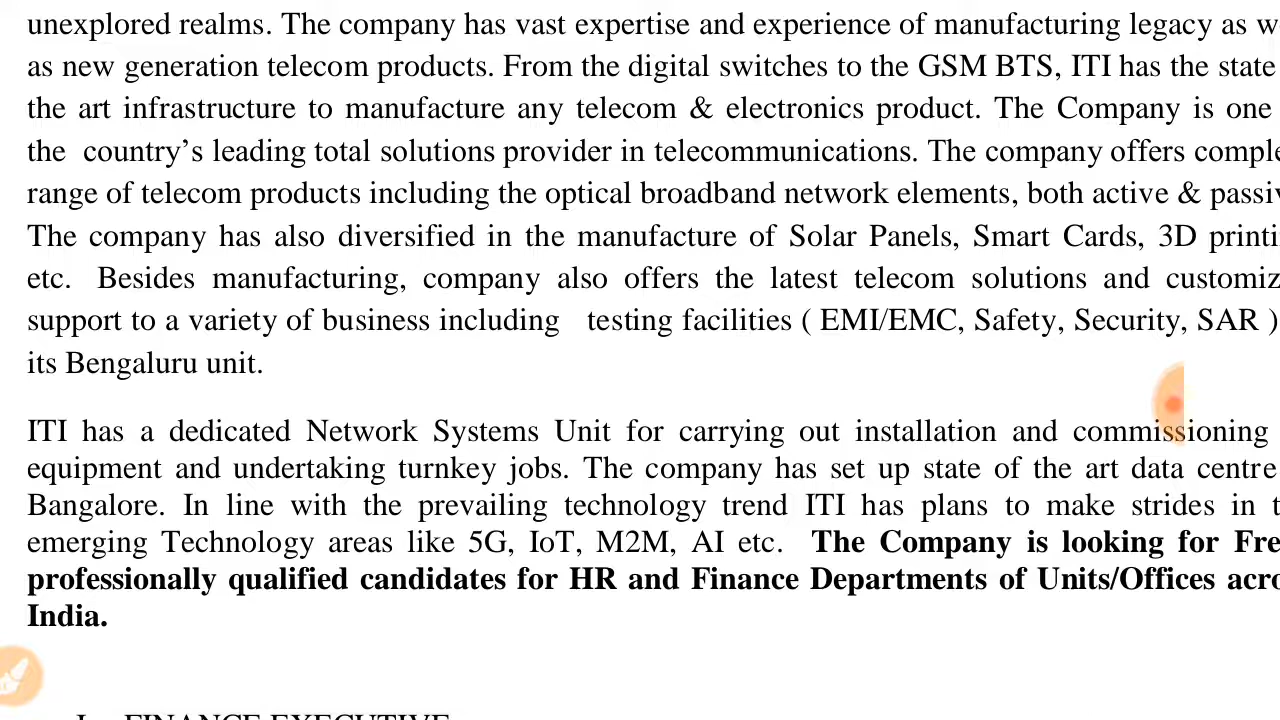 unexplored realms. The company has vast expertise and experience of manufacturing legacy as w
as new generation telecom products. From the digital switches to the GSM BTS, ITI has the state
the art infrastructure to manufacture any telecom & electronics product. The Company is one
the country’s leading total solutions provider in telecommunications. The company offers comple
range of telecom products including the optical broadband network elements, both active & passiv
The company has also diversified in the manufacture of Solar Panels, Smart Cards, 3D printi
etc. Besides manufacturing, company also offers the latest telecom solutions and customiz
support to a variety of business including testing facilities ( EMI/EMC, Safety, Security, SAR )
its Bengaluru unit.
ITI has a dedicated Network Systems Unit for carrying out installation and commissioning
equipment and undertaking turnkey jobs. The company has set up state of the art data centre
Bangalore. In line with the prevailing technology trend ITI has plans to make strides in t
emerging Technology areas like 5G, IoT, M2M, AI etc. The Company is looking for Fre
professionally qualified candidates for HR and Finance Departments of Units/Offices acro
India.
I. FINANCE EXECUTIVE